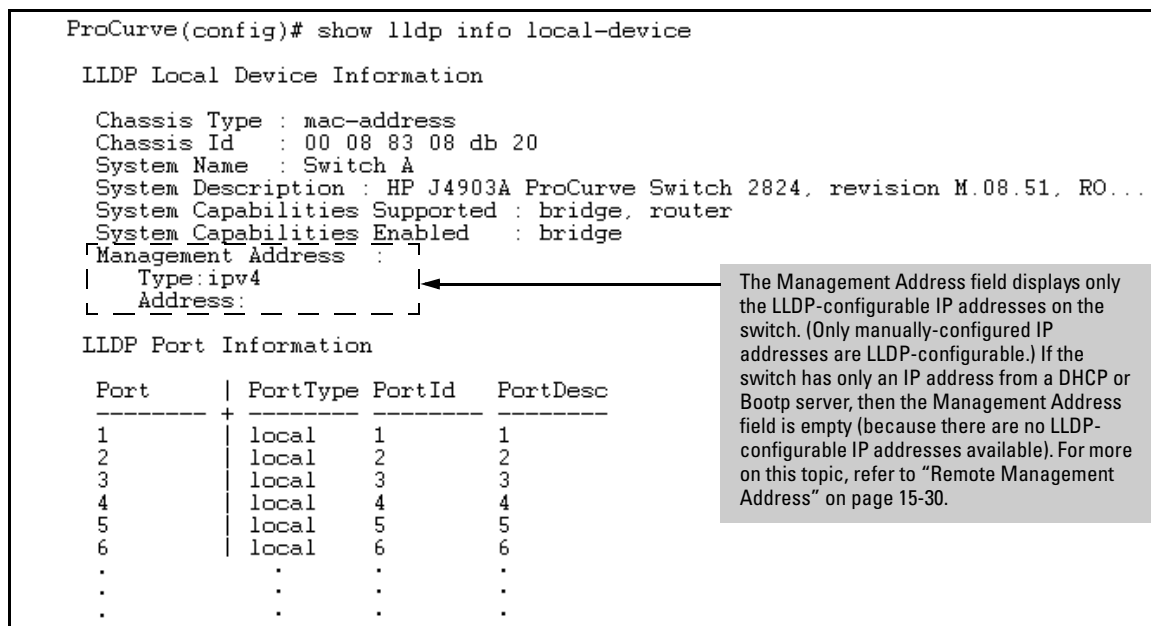 ProCurve(config)# show lldp info local-device
LLDP Local Device Information
Chassis Type : mac-address
Chassis Id : 00 08 83 08 db 20
System Name : Switch A
System Description : HP J4903A ProCurve Switch 2824, revision M.08.51, RO...
System Capabilities Supported : bridge, router
System Capabilities Enabled : bridge
Management Address :
Type:ipv4
Address:
The Management Address field displays only
the LLDP-configurable IP addresses on the
switch. (Only manually-configured IP
addresses are LLDP-configurable.) If the
switch has only an IP address from a DHCP or
Bootp server, then the Management Address
field is empty (because there are no LLDP-
configurable IP addresses available). For more
on this topic, refer to “Remote Management
Address” on page 15-30.
LLDP Port Information
Port | PortType PortId PortDesc
-------- + -------- -------- --------
1 | local 1 1
2 | local 2 2
3 | local 3 3
4 | local 4 4
5 | local 5 5
6 | local 6 6
. . . .
. . . .
. . . .